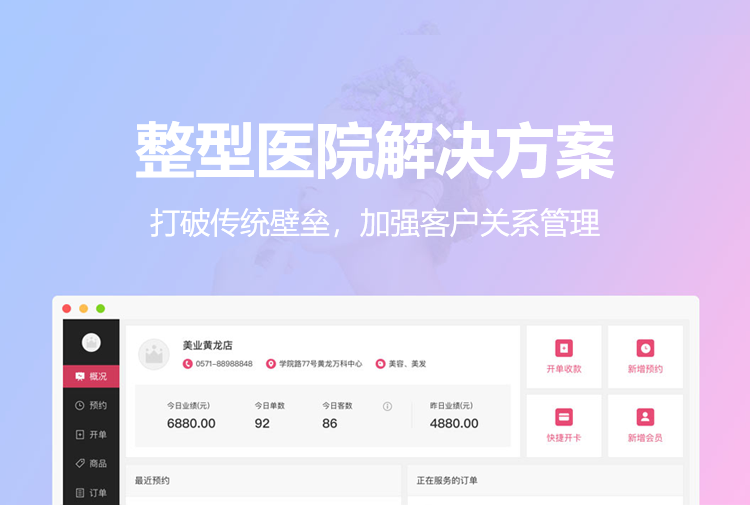 整型医院解决方案
打破传统壁垒，加强客户关系管理
美业黄龙店
0571-88988848 学院路77号黄龙万科中心 美容、美发
概况
预约
开单
商品
订单
今日业绩(元) 今日单数 今日客数 昨日业绩(元)
6880.00 92 86 4880.00
开单收款 新增预约
快捷开卡 新增会员
最近预约 正在服务的订单